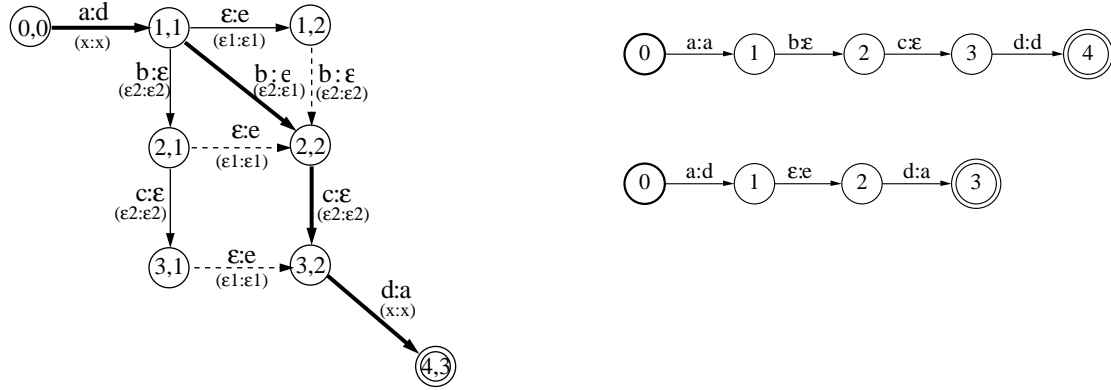 0,0 a:d (x:x) 1,1 ε:e (ε1:ε1) 1,2
b:ε (ε2:ε2) b:e (ε2:ε1) b:ε (ε2:ε2)
2,1 ε:e (ε1:ε1) 2,2
c:ε (ε2:ε2) c:ε (ε2:ε2)
3,1 ε:e (ε1:ε1) 3,2
d:a (x:x)
4,3
0 a:a 1 b:ε 2 c:ε 3 d:d 4
0 a:d 1 ε:e 2 d:a 3